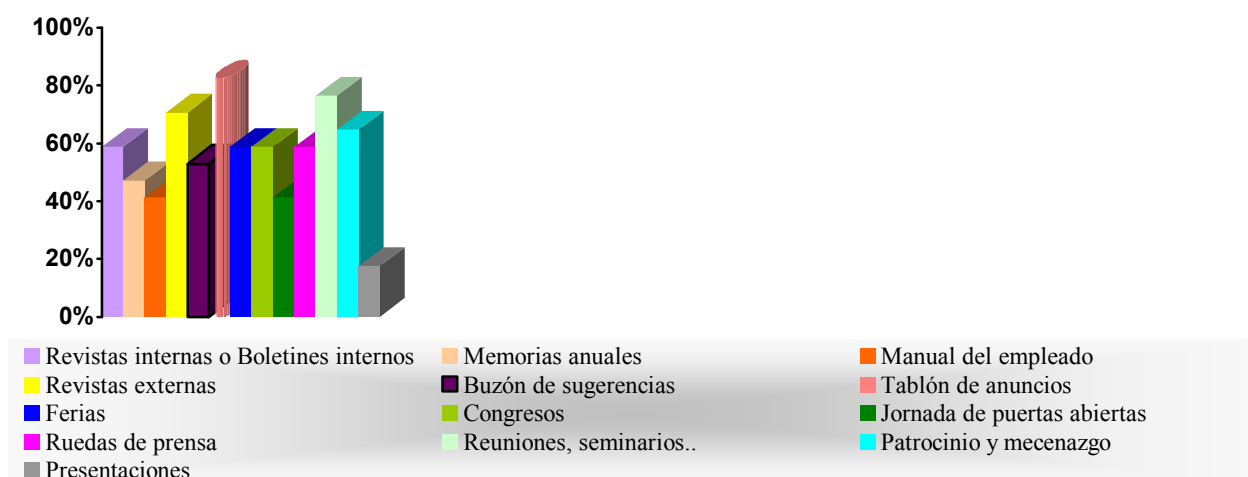 100%
80%
60%
40%
20%
0%
Revistas internas o Boletines internos Memorias anuales Manual del empleado
Revistas externas Buzón de sugerencias Tablón de anuncios
Ferias Congresos Jornada de puertas abiertas
Ruedas de prensa Reuniones, seminarios.. Patrocinio y mecenazgo
Presentaciones